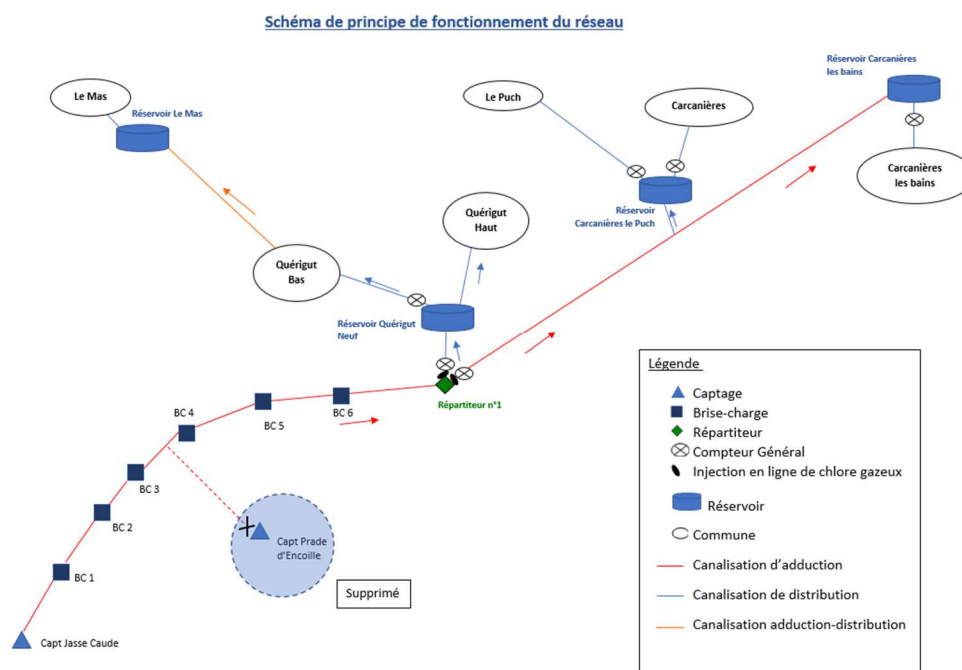 Schéma de principe de fonctionnement du réseau
Réservoir Carcanières
les bains
Le Mas
Réservoir Le Mas
Le Puch
Carcanières
Carcanières
les bains
Réservoir
Carcanières le Puch
Quérigut
Haut
Quérigut
Bas
Réservoir Quérigut
Neuf
Répartiteur n°1
BC 6
BC 5
BC 4
BC 3
BC 2
BC 1
Capt Prade
d'Encoille
Supprimé
Capt Jasse Caude
Légende
Captage
Brise-charge
Répartiteur
Compteur Général
Injection en ligne de chlore gazeux
Réservoir
Commune
Canalisation d'adduction
Canalisation de distribution
Canalisation adduction-distribution